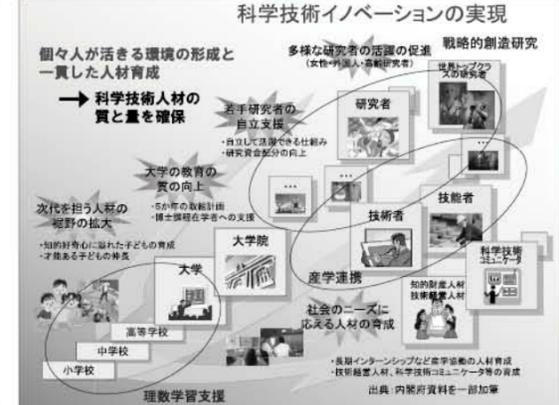 科学技術イノベーションの実現
個々人が活きる環境の形成と
一貫した人材育成
→ 科学技術人材の
質と量を確保
多様な研究者の活躍の促進
（女性・外国人・高齢研究者）
戦略的創造研究
世界トップクラ
スの研究者
研究者
若手研究者の
自立支援
・自立して活躍できる仕組み
・研究資金配分の向上
大学の教育の
質の向上
・5か年の取組計画
・博士課程在学者への支援
次代を担う人材の
裾野の拡大
・知的好奇心に溢れた子どもの育成
・才能ある子どもの伸長
…
…
技能者
技術者
科学技術
コミュニケータ
産学連携
大学院
大学
高等学校
中学校
小学校
知的財産人材
技術経営人材
社会のニーズに
応える人材の育成
・長期インターンシップなど産学協働の人材育成
・技術経営人材、科学技術コミュニケータ等の育成
出典：内閣府資料を一部加筆
理数学習支援